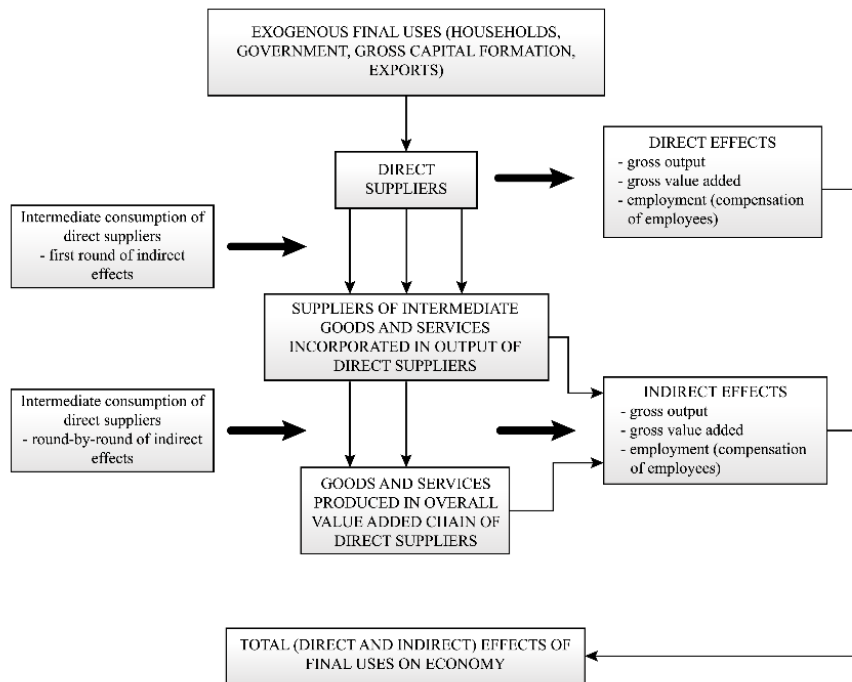 EXOGENOUS FINAL USES (HOUSEHOLDS,
GOVERNMENT, GROSS CAPITAL FORMATION,
EXPORTS)
DIRECT
SUPPLIERS
DIRECT EFFECTS
- gross output
- gross value added
- employment (compensation
of employees)
Intermediate consumption of
direct suppliers
- first round of indirect
effects
SUPPLIERS OF INTERMEDIATE
GOODS AND SERVICES
INCORPORATED IN OUTPUT OF
DIRECT SUPPLIERS
Intermediate consumption of
direct suppliers
- round-by-round of indirect
effects
INDIRECT EFFECTS
- gross output
- gross value added
- employment (compensation
of employees)
GOODS AND SERVICES
PRODUCED IN OVERALL
VALUE ADDED CHAIN OF
DIRECT SUPPLIERS
TOTAL (DIRECT AND INDIRECT) EFFECTS OF
FINAL USES ON ECONOMY